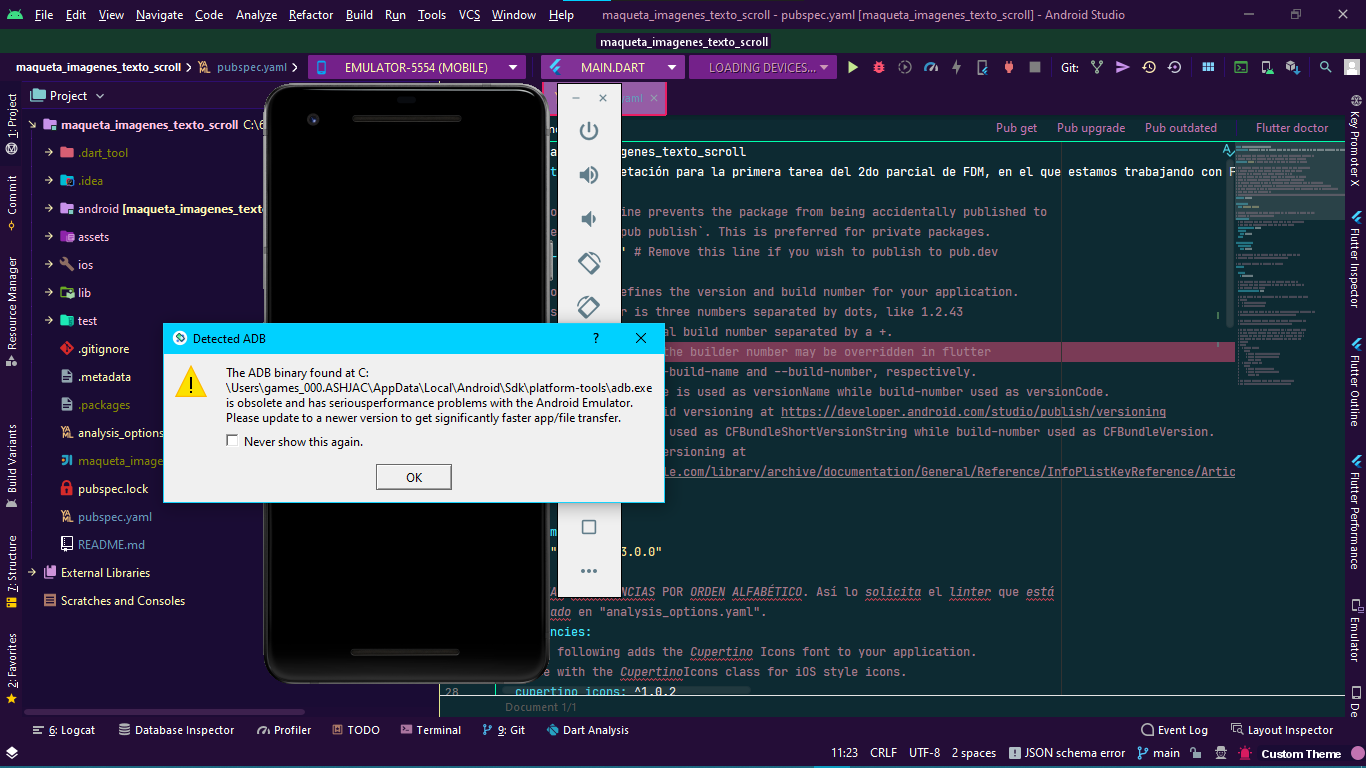 File Edit View Navigate Code Analyze Refactor Build Run Tools VCS Window Help maqueta_imagenes_texto_scroll - pubspec.yaml [maqueta_imagenes_texto_scroll] - Android Studio
maqueta_imagenes_texto_scroll
maqueta_imagenes_texto_scroll pubspec.yaml EMULATOR-5554 (MOBILE) MAIN.DART LOADING DEVICES... Git:
Project
yaml
Pub get Pub upgrade Pub outdated Flutter doctor
1: Project
Commit
Resource Manager
Build Variants
7: Structure
2: Favorites
maqueta_imagenes_texto_scroll C:\6
.dart_tool
.idea
android [maqueta_imagenes_text
assets
ios
lib
test
.gitignore
.metadata
.packages
analysis_options
maqueta_image
pubspec.lock
pubspec.yaml
README.md
External Libraries
Scratches and Consoles
Detected ADB ?
The ADB binary found at C:
\Users\games_000.ASHJAC\AppData\Local\Android\Sdk\platform-tools\adb.exe
is obsolete and has seriousperformance problems with the Android Emulator.
Please update to a newer version to get significantly faster app/file transfer.
Never show this again.
OK
genes_texto_scroll
etación para la primera tarea del 2do parcial de FDM, en el que estamos trabajando con F
ine prevents the package from being accidentally published to
pub publish`. This is preferred for private packages.
' # Remove this line if you wish to publish to pub.dev
efines the version and build number for your application.
r is three numbers separated by dots, like 1.2.43
al build number separated by a +.
the builder number may be overridden in flutter
-build-name and --build-number, respectively.
e is used as versionName while build-number used as versionCode.
id versioning at https://developer.android.com/studio/publish/versioning
used as CFBundleShortVersionString while build-number used as CFBundleVersion.
versioning at
le.com/library/archive/documentation/General/Reference/InfoPlistKeyReference/Artic
3.0.0"
NCIAS POR ORDEN ALFABÉTICO. Así lo solicita el linter que está
ado en "analysis_options.yaml".
ncies:
following adds the Cupertino Icons font to your application.
e with the CupertinoIcons class for iOS style icons.
28 cupertino_icons: ^1.0.2
Document 1/1
Key Promoter X
Flutter Inspector
Flutter Outline
Flutter Performance
Emulator
De
6: Logcat Database Inspector Profiler TODO Terminal 9: Git Dart Analysis Event Log Layout Inspector
11:23 CRLF UTF-8 2 spaces JSON schema error main Custom Theme